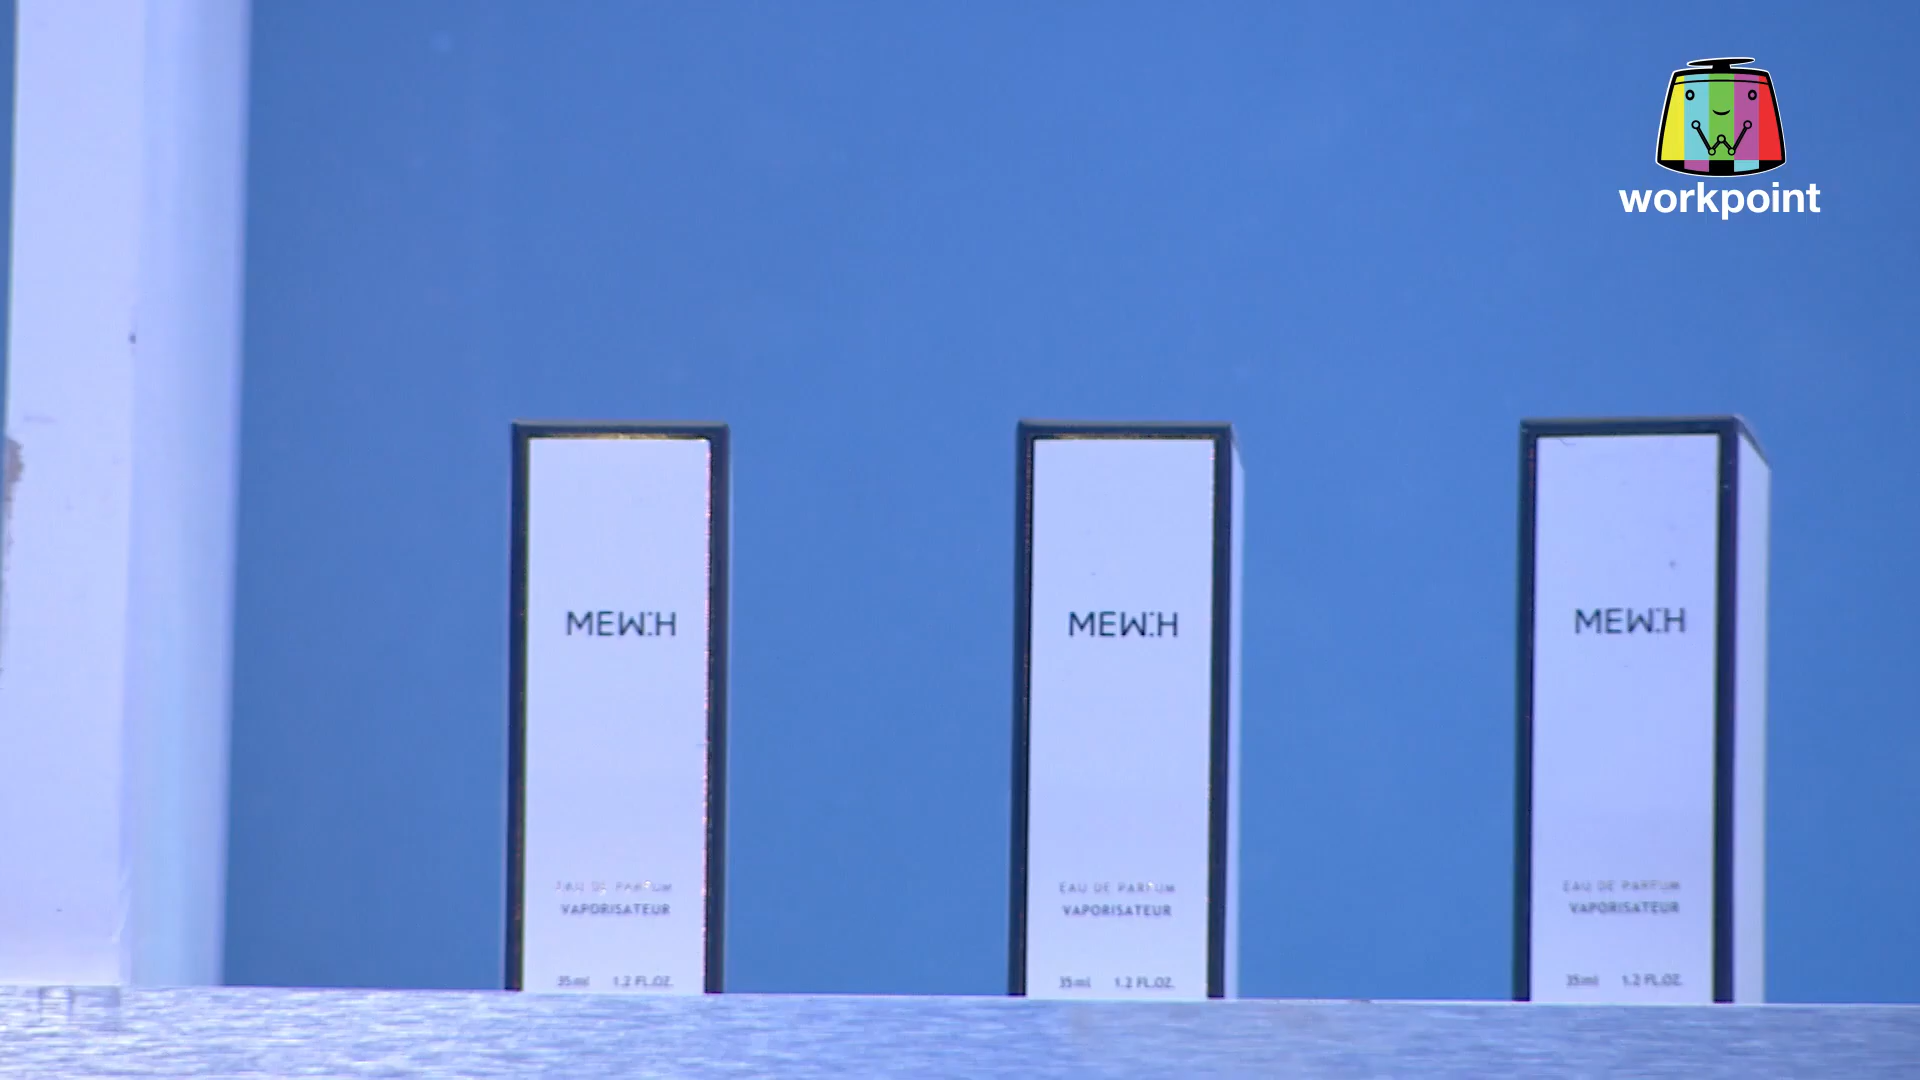 workpoint
MEW:H
EAU DE PARFUM
VAPORISATEUR
35ml 1.2 FL.OZ.
MEW:H
EAU DE PARFUM
VAPORISATEUR
35ml 1.2 FL.OZ.
MEW:H
EAU DE PARFUM
VAPORISATEUR
35ml 1.2 FL.OZ.